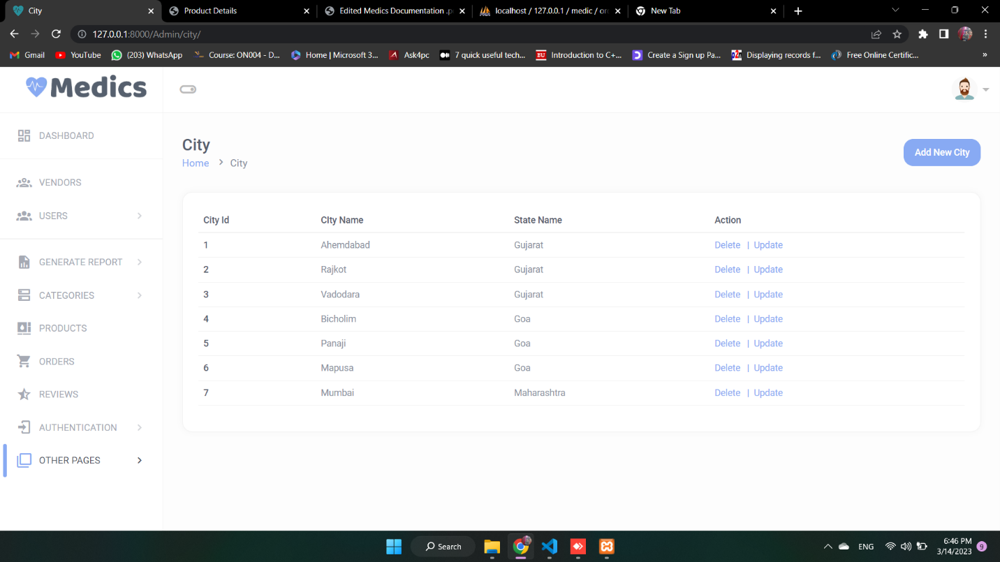 City
Product Details
Edited Medics Documentation .p
localhost / 127.0.0.1 / medic / or
New Tab
127.0.0.1:8000/Admin/city/
Gmail
YouTube
(203) WhatsApp
Course: ON004 - D...
Home | Microsoft 3...
Ask4pc
7 quick useful tech...
BU
Introduction to C++...
Create a Sign up Pa...
Displaying records f...
Free Online Certific...
»
Medics
DASHBOARD
VENDORS
USERS
GENERATE REPORT
CATEGORIES
PRODUCTS
ORDERS
REVIEWS
AUTHENTICATION
OTHER PAGES
City
Home > City
Add New City
City Id CIty Name State Name Action
1 Ahemdabad Gujarat Delete | Update
2 Rajkot Gujarat Delete | Update
3 Vadodara Gujarat Delete | Update
4 Bicholim Goa Delete | Update
5 Panaji Goa Delete | Update
6 Mapusa Goa Delete | Update
7 Mumbai Maharashtra Delete | Update
Search
ENG
6:46 PM
3/14/2023
9